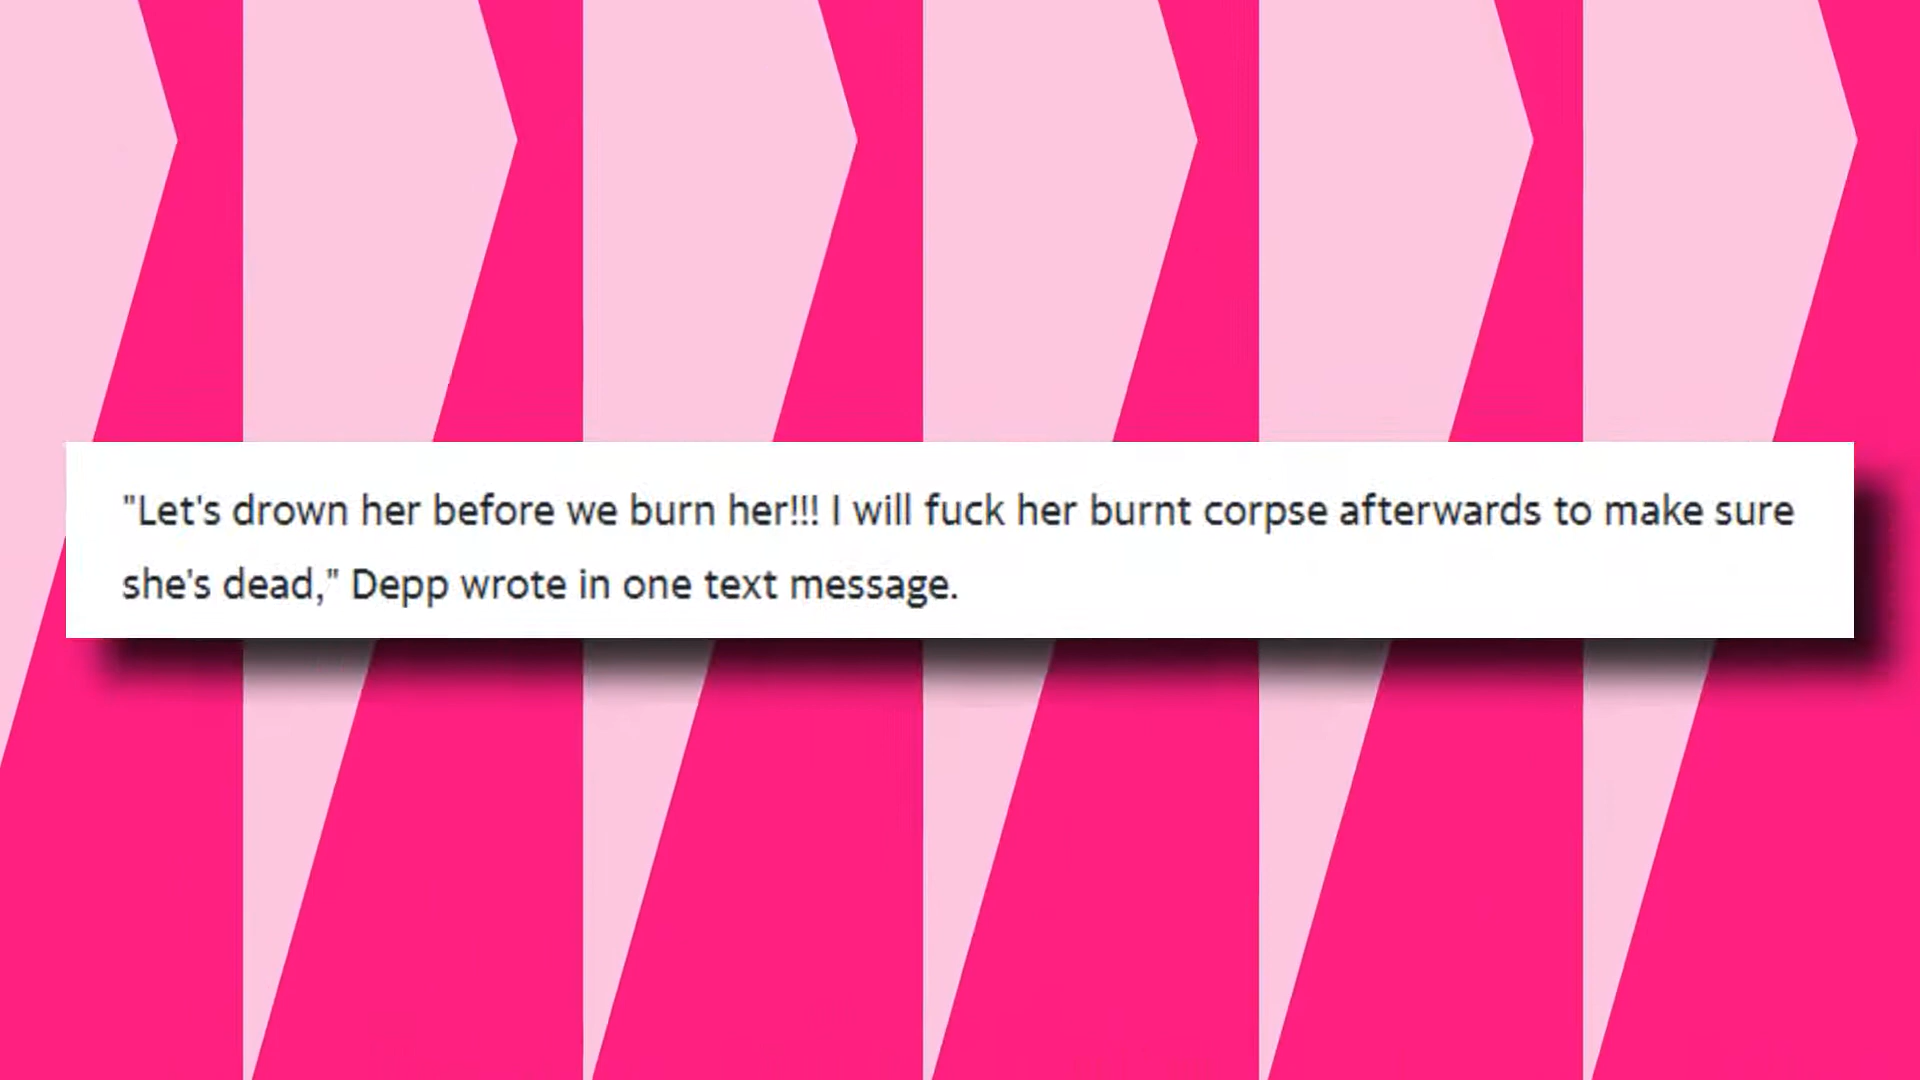 "Let's drown her before we burn her!!! I will fuck her burnt corpse afterwards to make sure
she's dead," Depp wrote in one text message.